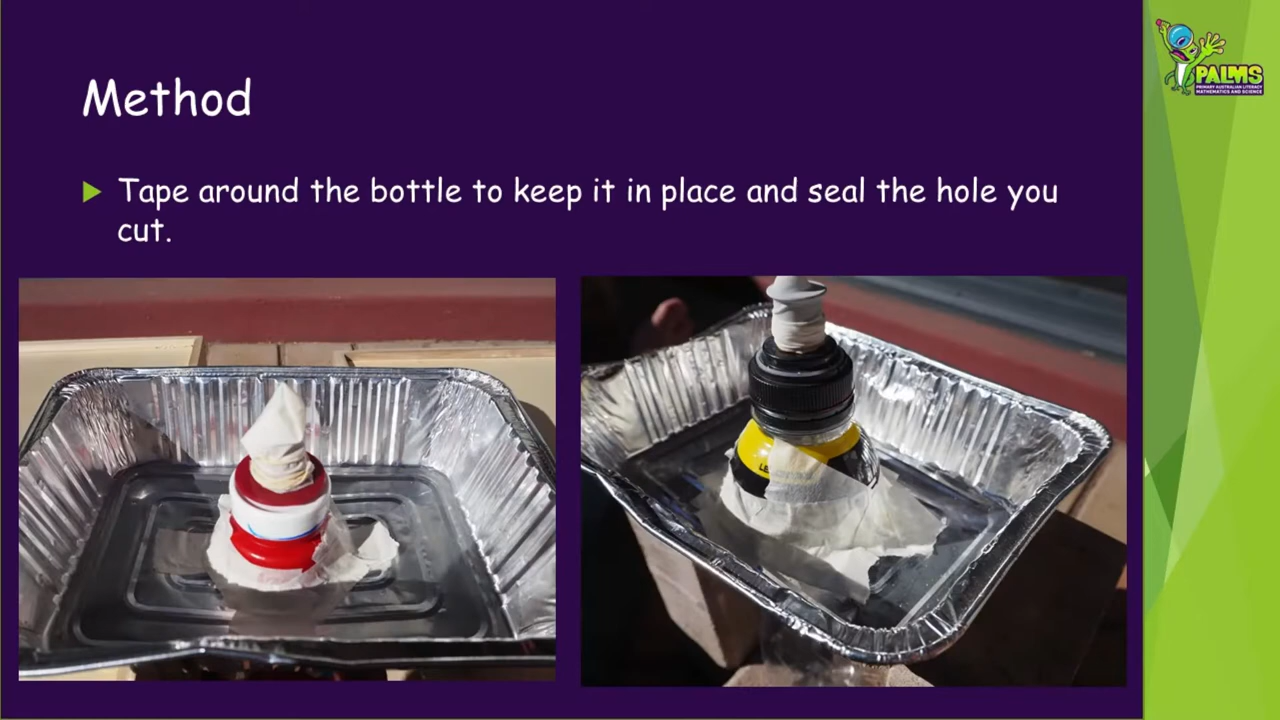 Method
Tape around the bottle to keep it in place and seal the hole you
cut.
PALMS
PRIMARY AUSTRALIAN LITERACY
MATHEMATICS AND SCIENCE